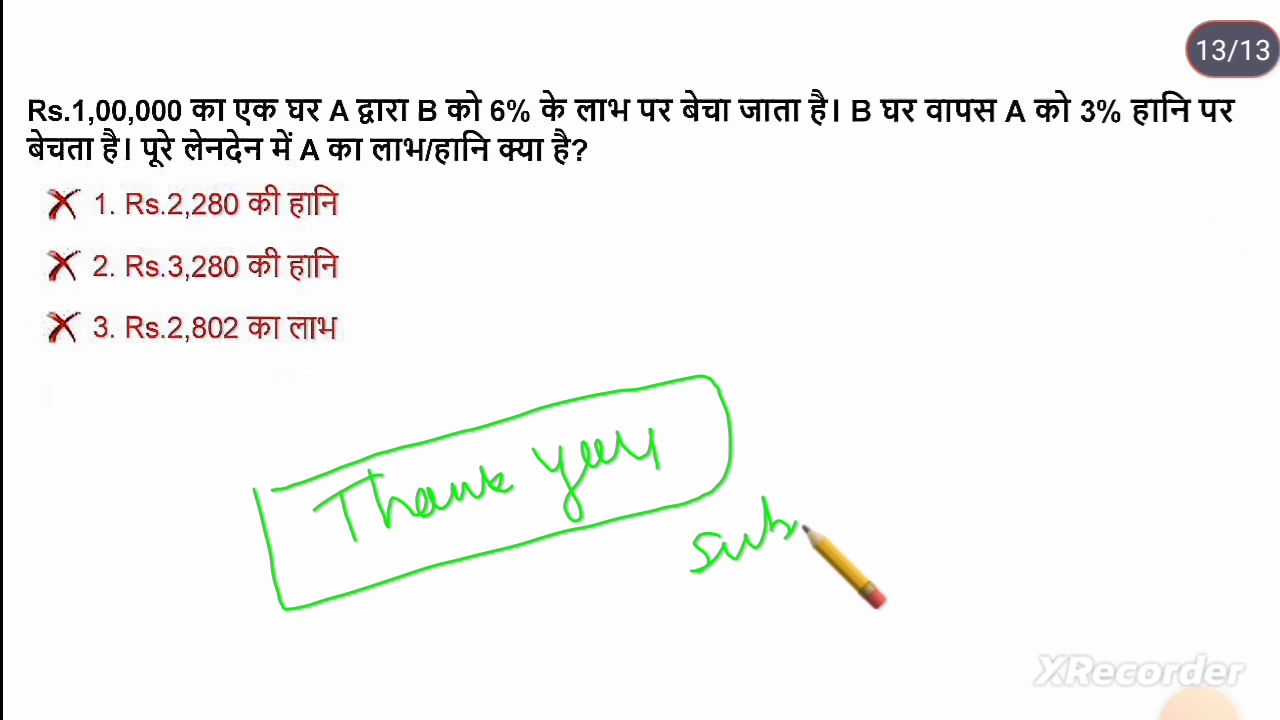 13/13
Rs.1,00,000 का एक घर A द्वारा B को 6% के लाभ पर बेचा जाता है। B घर वापस A को 3% हानि पर
बेचता है। पूरे लेनदेन में A का लाभ/हानि क्या है?
1. Rs.2,280 की हानि
2. Rs.3,280 की हानि
3. Rs.2,802 का लाभ
Thank you
sub
XRecorder